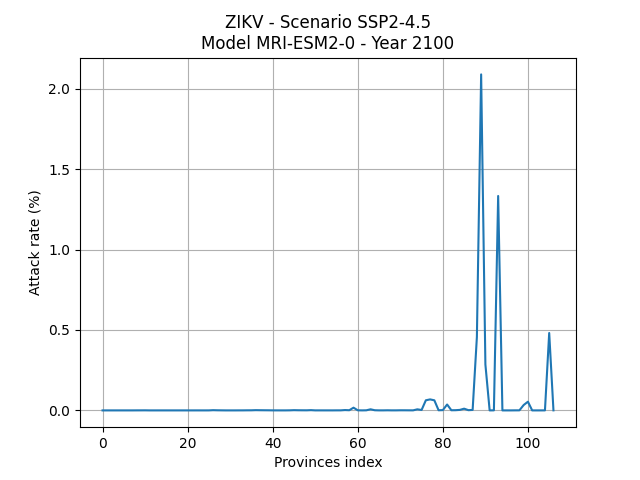 ZIKV - Scenario SSP2-4.5
Model MRI-ESM2-0 - Year 2100
2.0
1.5
1.0
0.5
0.0
Attack rate (%)
0 20 40 60 80 100
Provinces index